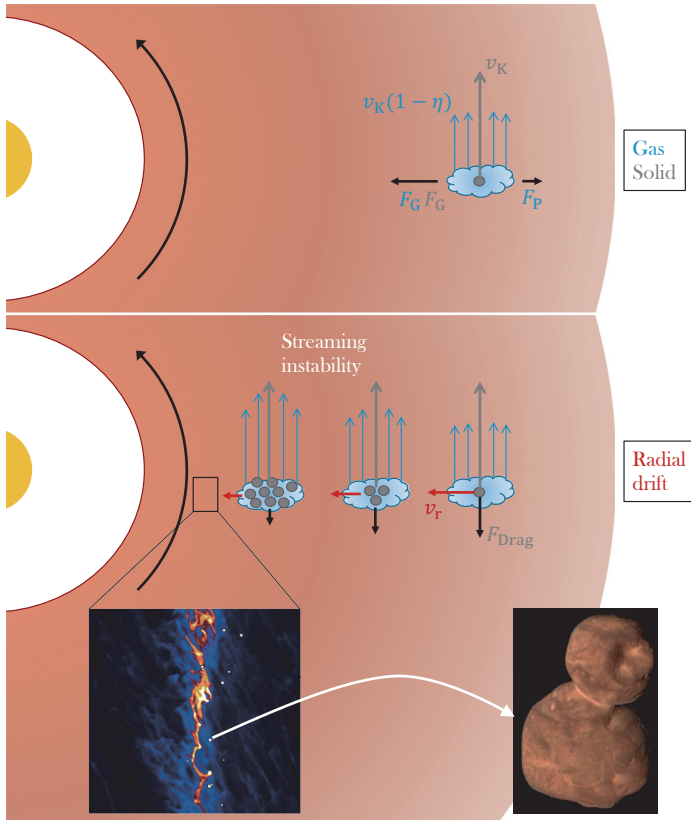 v_K
v_K(1 − η)
Gas
Solid
F_G F_G
F_P
Streaming
instability
Radial
drift
v_r
F_Drag